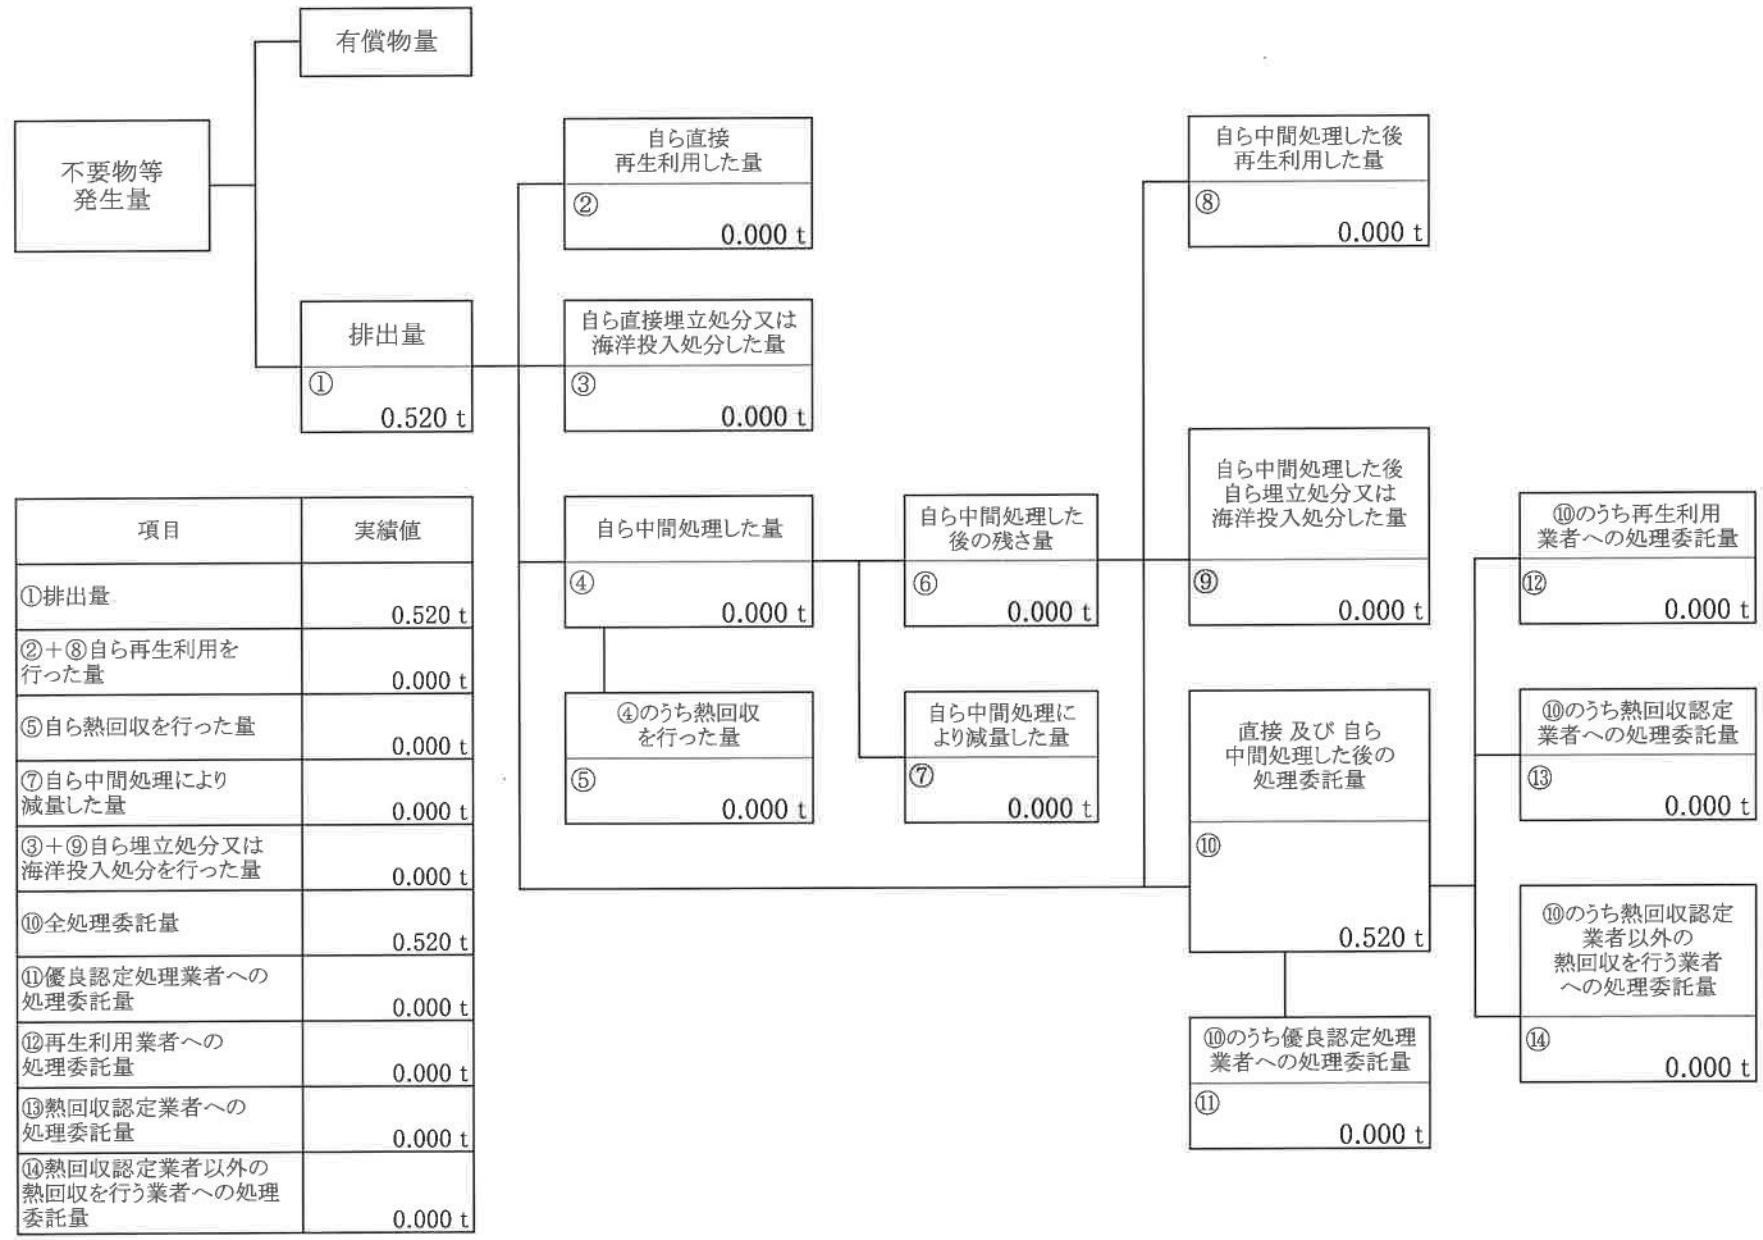 有償物量
不要物等
発生量
排出量
①
0.520 t
自ら直接
再生利用した量
②
0.000 t
自ら直接埋立処分又は
海洋投入処分した量
③
0.000 t
自ら中間処理した量
④
0.000 t
④のうち熱回収
を行った量
⑤
0.000 t
自ら中間処理した
後の残さ量
⑥
0.000 t
自ら中間処理に
より減量した量
⑦
0.000 t
自ら中間処理した後
再生利用した量
⑧
0.000 t
自ら中間処理した後
自ら埋立処分又は
海洋投入処分した量
⑨
0.000 t
直接 及び 自ら
中間処理した後の
処理委託量
⑩
0.520 t
⑩のうち優良認定処理
業者への処理委託量
⑪
0.000 t
⑩のうち再生利用
業者への処理委託量
⑫
0.000 t
⑩のうち熱回収認定
業者への処理委託量
⑬
0.000 t
⑩のうち熱回収認定
業者以外の
熱回収を行う業者
への処理委託量
⑭
0.000 t
項目 実績値
①排出量
0.520 t
②+⑧自ら再生利用を
行った量
0.000 t
⑤自ら熱回収を行った量
0.000 t
⑦自ら中間処理により
減量した量
0.000 t
③+⑨自ら埋立処分又は
海洋投入処分を行った量
0.000 t
⑩全処理委託量
0.520 t
⑪優良認定処理業者への
処理委託量
0.000 t
⑫再生利用業者への
処理委託量
0.000 t
⑬熱回収認定業者への
処理委託量
0.000 t
⑭熱回収認定業者以外の
熱回収を行う業者への処理
委託量
0.000 t